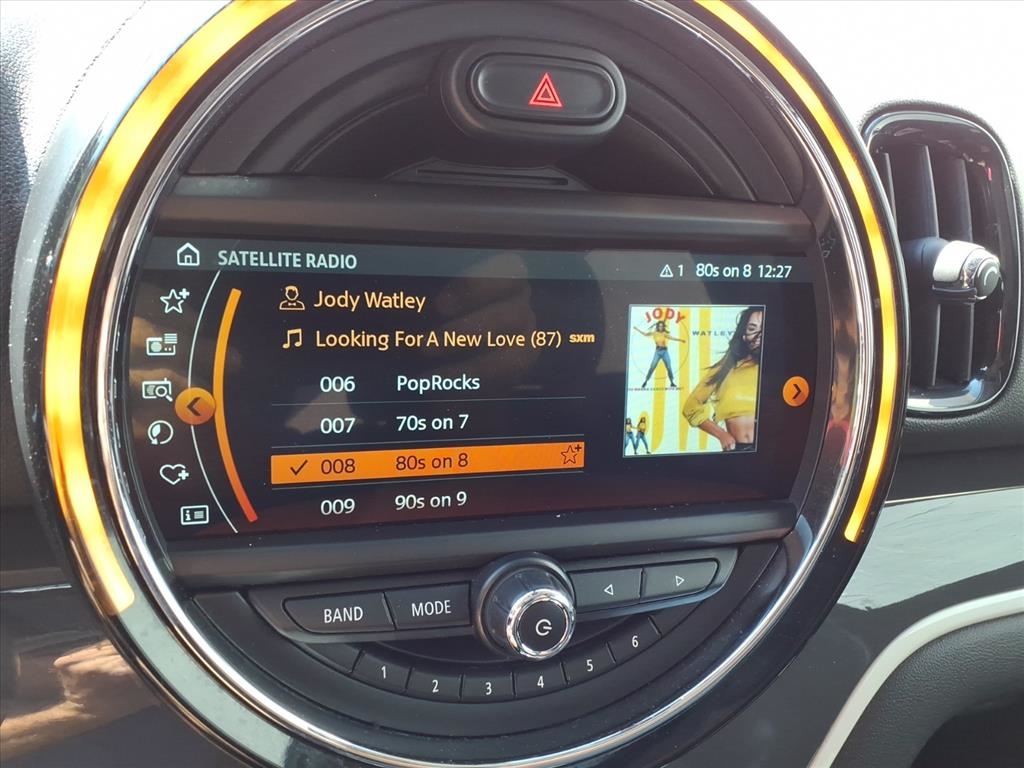 SATELLITE RADIO
1 80s on 8 12:27
Jody Watley
Looking For A New Love (87) sxm
006 PopRocks
007 70s on 7
008 80s on 8
009 90s on 9
JODY
WATLEY
BAND
MODE
1
2
3
4
5
6